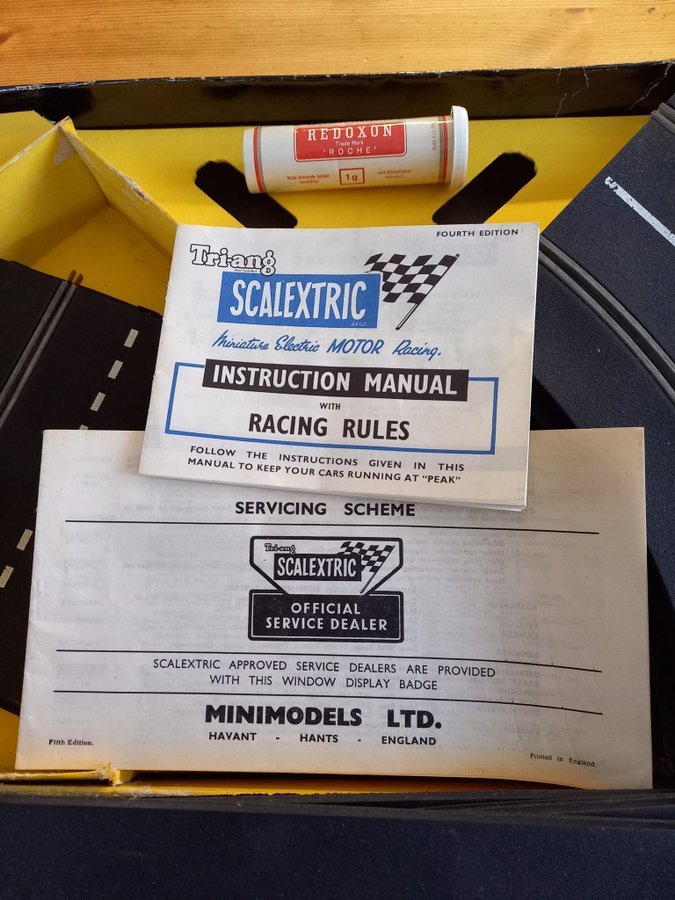 REDOXON
Trade Mark
'ROCHE'
1g
FOURTH EDITION
Tri-ang
SCALEXTRIC
REGD
Miniature Electric MOTOR Racing.
INSTRUCTION MANUAL
WITH
RACING RULES
FOLLOW THE INSTRUCTIONS GIVEN IN THIS
MANUAL TO KEEP YOUR CARS RUNNING AT "PEAK"
SERVICING SCHEME
Tri-ang
SCALEXTRIC
OFFICIAL
SERVICE DEALER
SCALEXTRIC APPROVED SERVICE DEALERS ARE PROVIDED
WITH THIS WINDOW DISPLAY BADGE
MINIMODELS LTD.
HAVANT - HANTS - ENGLAND
Fifth Edition.
Printed in England.